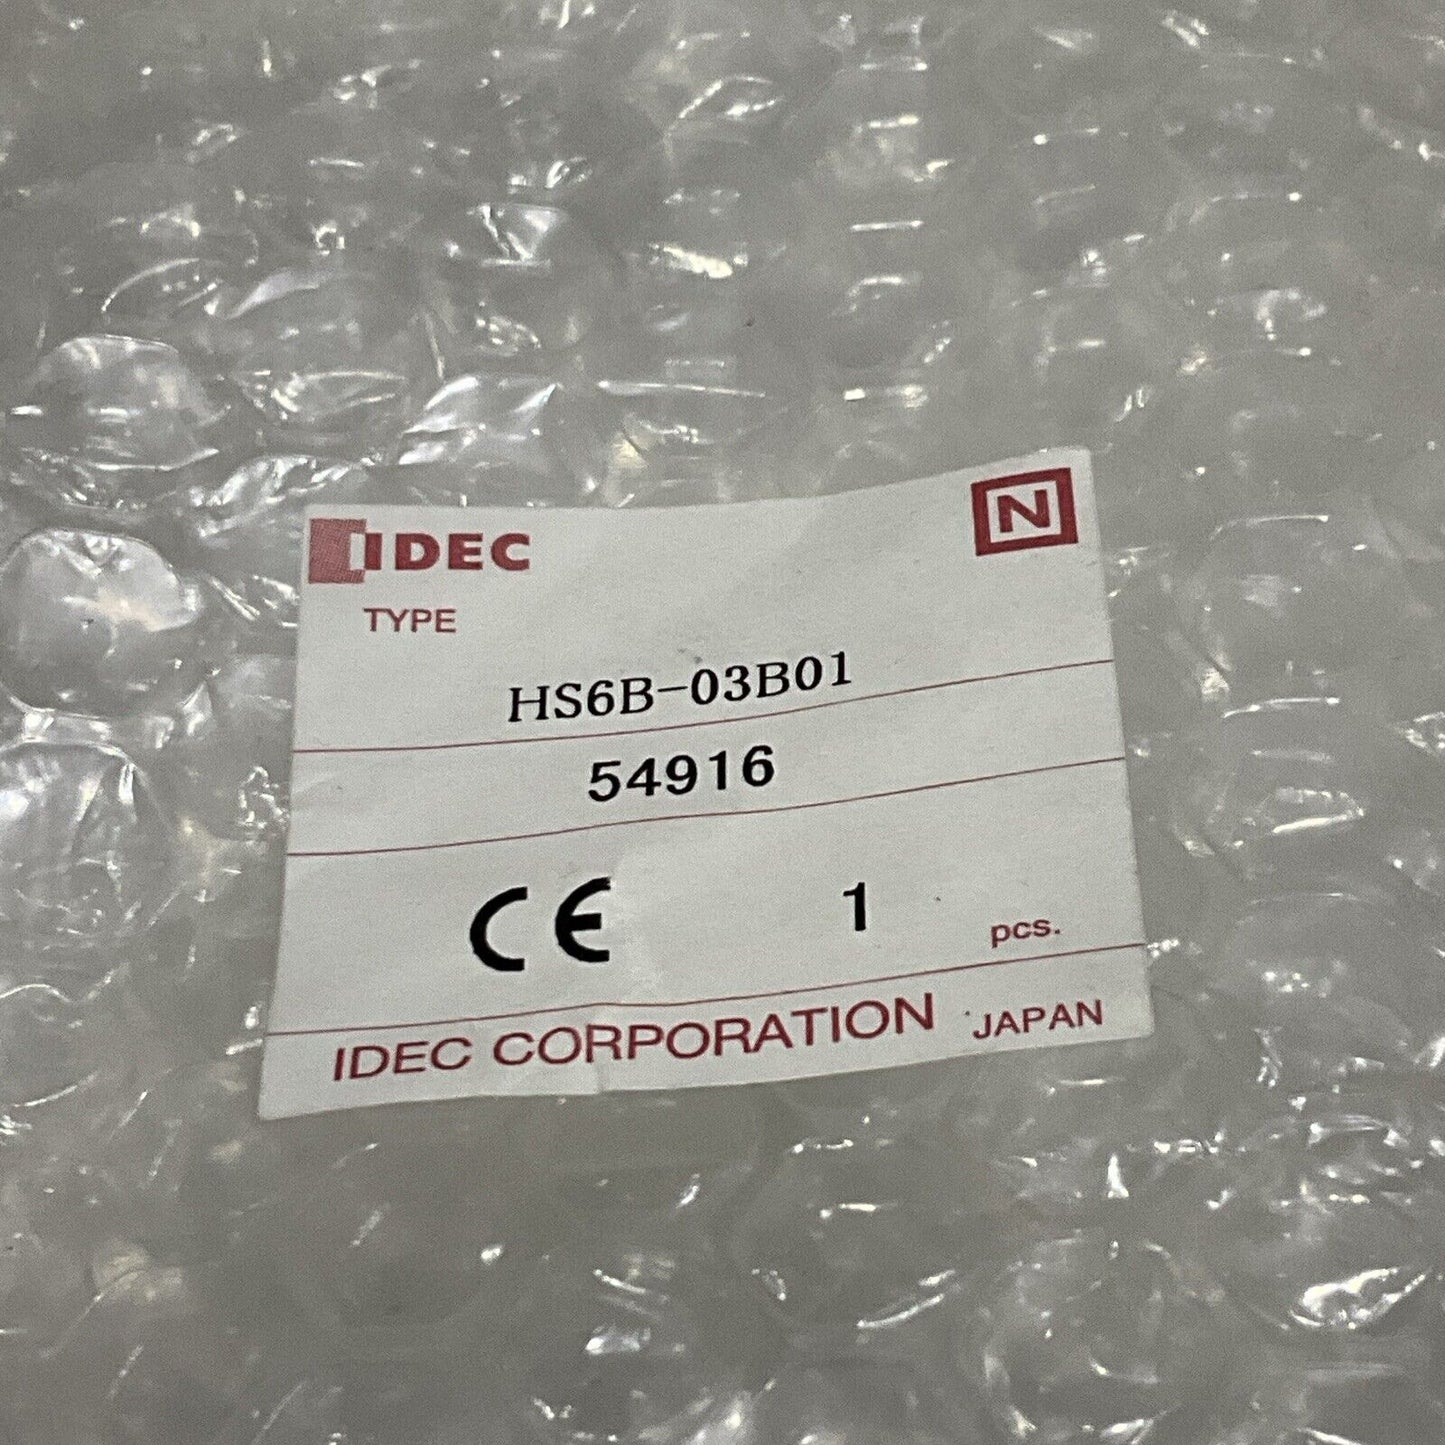 IDEC
N
TYPE
HS6B-03B01
54916
CE 1 pcs.
IDEC CORPORATION JAPAN